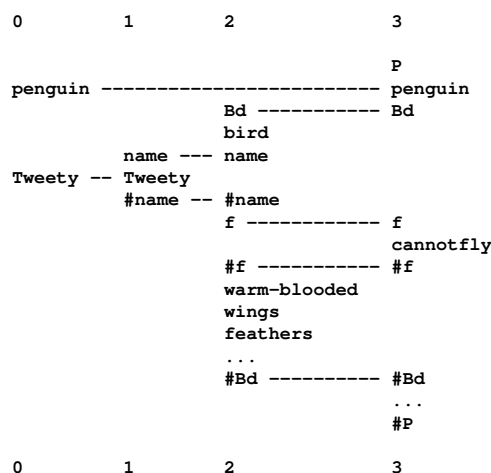 0 1 2 3
P
penguin -------------------------- penguin
Bd ----------- Bd
bird
name --- name
Tweety -- Tweety
#name -- #name
f ------------ f
cannotfly
#f ----------- #f
warm-blooded
wings
feathers
...
#Bd ---------- #Bd
...
#P
0 1 2 3